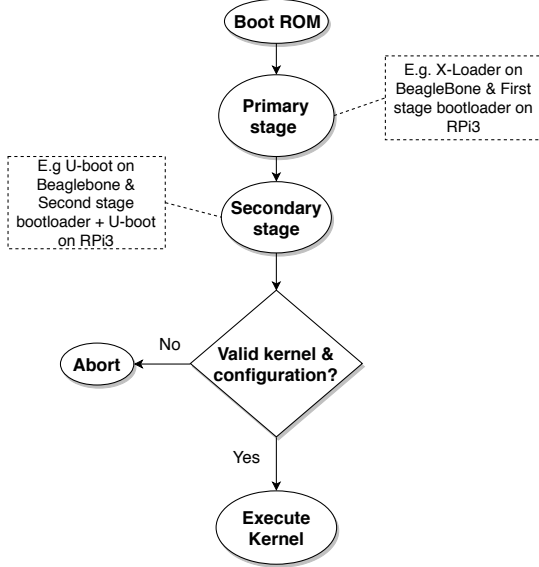 Boot ROM
E.g. X-Loader on
BeagleBone & First
stage bootloader on
RPi3
Primary
stage
E.g U-boot on
Beaglebone &
Second stage
bootloader + U-boot
on RPi3
Secondary
stage
Valid kernel &
configuration?
No
Abort
Yes
Execute
Kernel